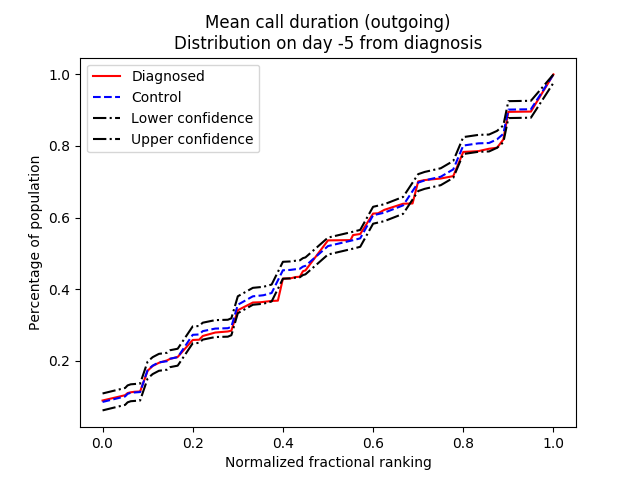 Mean call duration (outgoing)
Distribution on day -5 from diagnosis
Diagnosed
Control
Lower confidence
Upper confidence
Percentage of population
1.0
0.8
0.6
0.4
0.2
0.0 0.2 0.4 0.6 0.8 1.0
Normalized fractional ranking